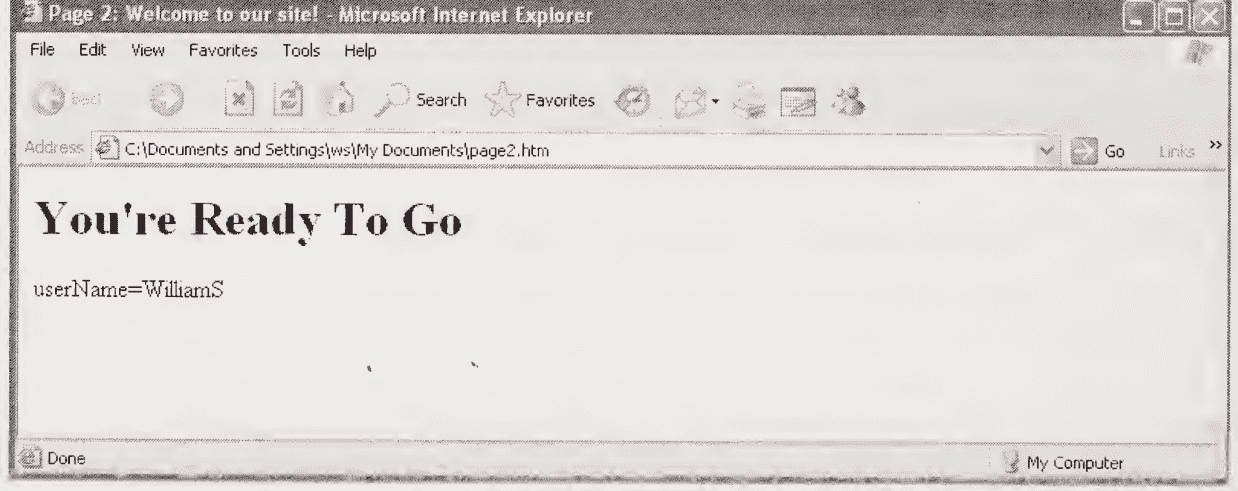 Page 2: Welcome to our site! - Microsoft Internet Explorer
File Edit View Favorites Tools Help
Back Search Favorites
Address C:\Documents and Settings\ws\My Documents\page2.htm Go Links »
You're Ready To Go
userName=WilliamS
Done My Computer